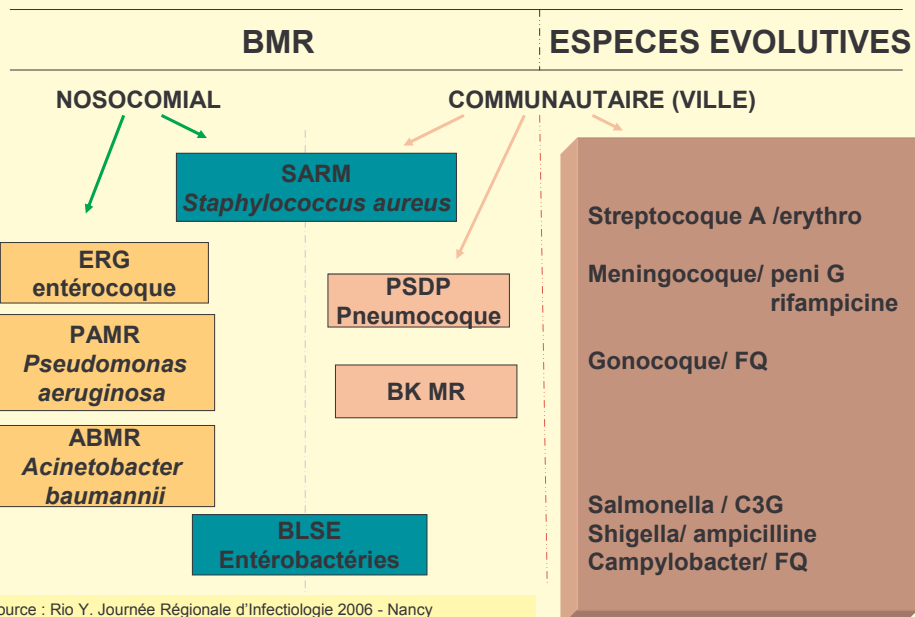 BMR
ESPECES EVOLUTIVES
NOSOCOMIAL
COMMUNAUTAIRE (VILLE)
SARM
Staphylococcus aureus
ERG
entérocoque
PAMR
Pseudomonas
aeruginosa
ABMR
Acinetobacter
baumannii
BLSE
Entérobactéries
PSDP
Pneumocoque
BK MR
Streptocoque A /erythro
Meningocoque/ peni G
rifampicine
Gonocoque/ FQ
Salmonella / C3G
Shigella/ ampicilline
Campylobacter/ FQ
ource : Rio Y. Journée Régionale d'Infectiologie 2006 - Nancy